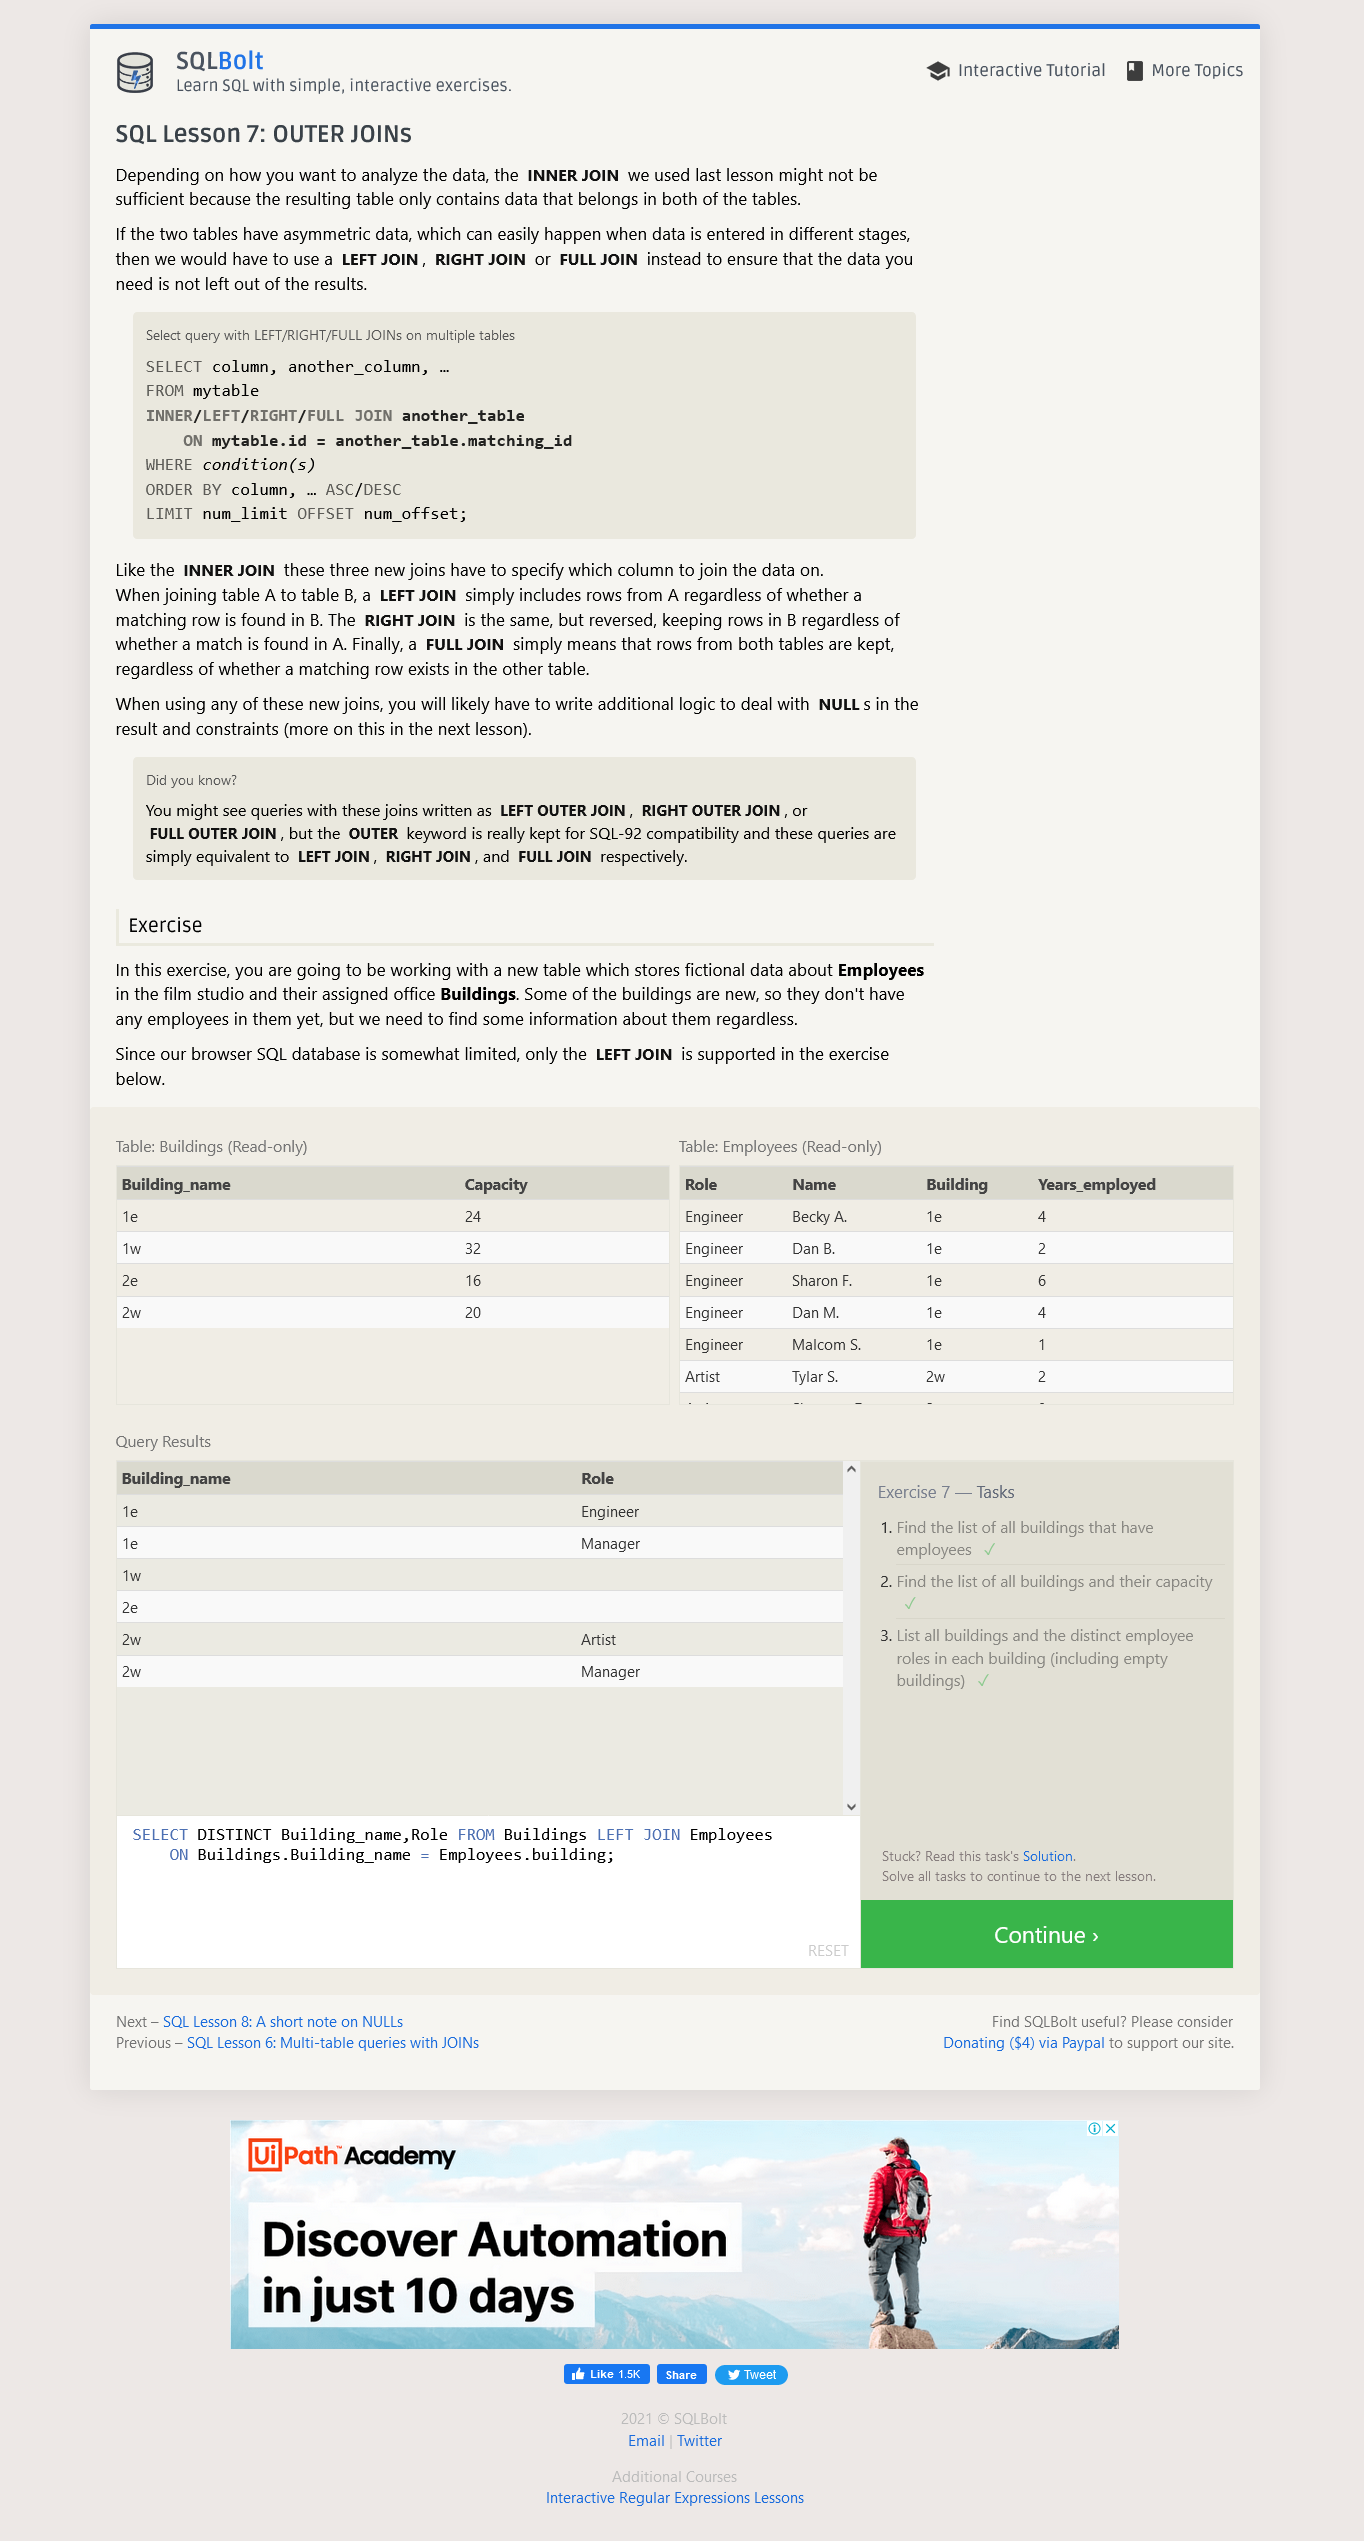 SQLBolt
Learn SQL with simple, interactive exercises.
Interactive Tutorial
More Topics
SQL Lesson 7: OUTER JOINs
Depending on how you want to analyze the data, the INNER JOIN we used last lesson might not be
sufficient because the resulting table only contains data that belongs in both of the tables.
If the two tables have asymmetric data, which can easily happen when data is entered in different stages,
then we would have to use a LEFT JOIN, RIGHT JOIN or FULL JOIN instead to ensure that the data you
need is not left out of the results.
Select query with LEFT/RIGHT/FULL JOINs on multiple tables
SELECT column, another_column, …
FROM mytable
INNER/LEFT/RIGHT/FULL JOIN another_table
ON mytable.id = another_table.matching_id
WHERE condition(s)
ORDER BY column, … ASC/DESC
LIMIT num_limit OFFSET num_offset;
Like the INNER JOIN these three new joins have to specify which column to join the data on.
When joining table A to table B, a LEFT JOIN simply includes rows from A regardless of whether a
matching row is found in B. The RIGHT JOIN is the same, but reversed, keeping rows in B regardless of
whether a match is found in A. Finally, a FULL JOIN simply means that rows from both tables are kept,
regardless of whether a matching row exists in the other table.
When using any of these new joins, you will likely have to write additional logic to deal with NULLs in the
result and constraints (more on this in the next lesson).
Did you know?
You might see queries with these joins written as LEFT OUTER JOIN, RIGHT OUTER JOIN, or
FULL OUTER JOIN, but the OUTER keyword is really kept for SQL-92 compatibility and these queries are
simply equivalent to LEFT JOIN, RIGHT JOIN, and FULL JOIN respectively.
Exercise
In this exercise, you are going to be working with a new table which stores fictional data about Employees
in the film studio and their assigned office Buildings. Some of the buildings are new, so they don't have
any employees in them yet, but we need to find some information about them regardless.
Since our browser SQL database is somewhat limited, only the LEFT JOIN is supported in the exercise
below.
Table: Buildings (Read-only)
Building_name Capacity
1e 24
1w 32
2e 16
2w 20
Table: Employees (Read-only)
Role Name Building Years_employed
Engineer Becky A. 1e 4
Engineer Dan B. 1e 2
Engineer Sharon F. 1e 6
Engineer Dan M. 1e 4
Engineer Malcom S. 1e 1
Artist Tylar S. 2w 2
Query Results
Building_name Role
1e Engineer
1e Manager
1w
2e
2w Artist
2w Manager
SELECT DISTINCT Building_name,Role FROM Buildings LEFT JOIN Employees
ON Buildings.Building_name = Employees.building;
RESET
Exercise 7 — Tasks
1. Find the list of all buildings that have
employees ✓
2. Find the list of all buildings and their capacity
✓
3. List all buildings and the distinct employee
roles in each building (including empty
buildings) ✓
Stuck? Read this task's Solution.
Solve all tasks to continue to the next lesson.
Continue ›
Next – SQL Lesson 8: A short note on NULLs
Previous – SQL Lesson 6: Multi-table queries with JOINs
Find SQLBolt useful? Please consider
Donating ($4) via Paypal to support our site.
UiPath™ Academy
Discover Automation
in just 10 days
Like 1.5K
Share
Tweet
2021 © SQLBolt
Email | Twitter
Additional Courses
Interactive Regular Expressions Lessons